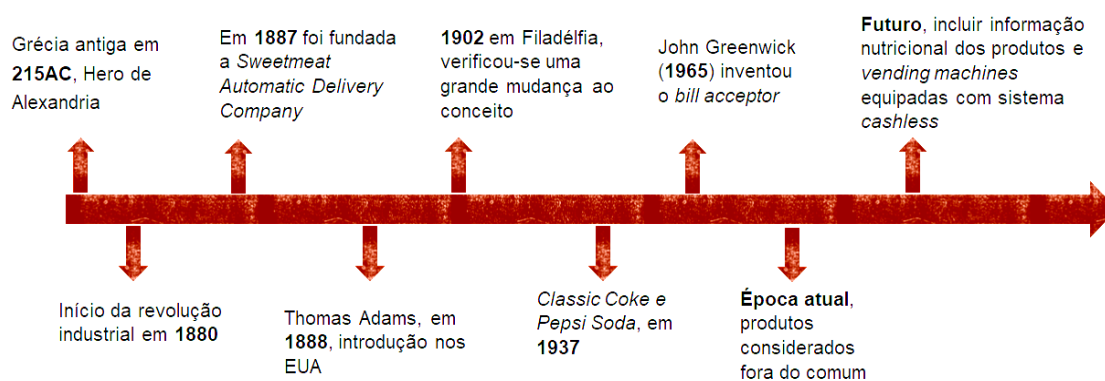 Grécia antiga em
215AC, Hero de
Alexandria
Em 1887 foi fundada
a Sweetmeat
Automatic Delivery
Company
1902 em Filadélfia,
verificou-se uma
grande mudança ao
conceito
John Greenwick
(1965) inventou
o bill acceptor
Futuro, incluir informação
nutricional dos produtos e
vending machines
equipadas com sistema
cashless
Início da revolução
industrial em 1880
Thomas Adams, em
1888, introdução nos
EUA
Classic Coke e
Pepsi Soda, em
1937
Época atual,
produtos
considerados
fora do comum